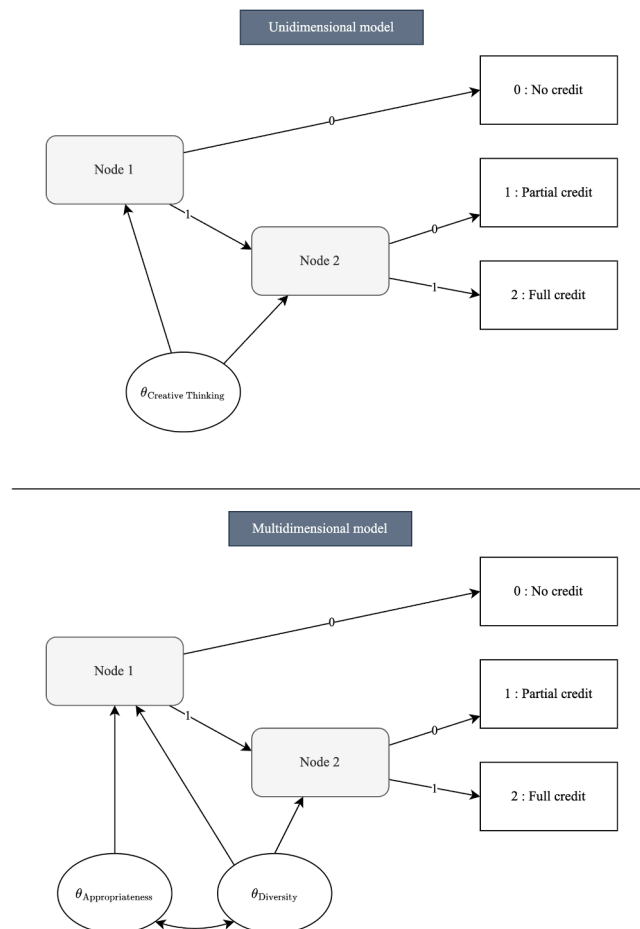 Unidimensional model
0 : No credit
0
Node 1
1 : Partial credit
1
0
Node 2
1
2 : Full credit
θCreative Thinking
Multidimensional model
0 : No credit
0
Node 1
1 : Partial credit
1
0
Node 2
1
2 : Full credit
θAppropriateness
θDiversity